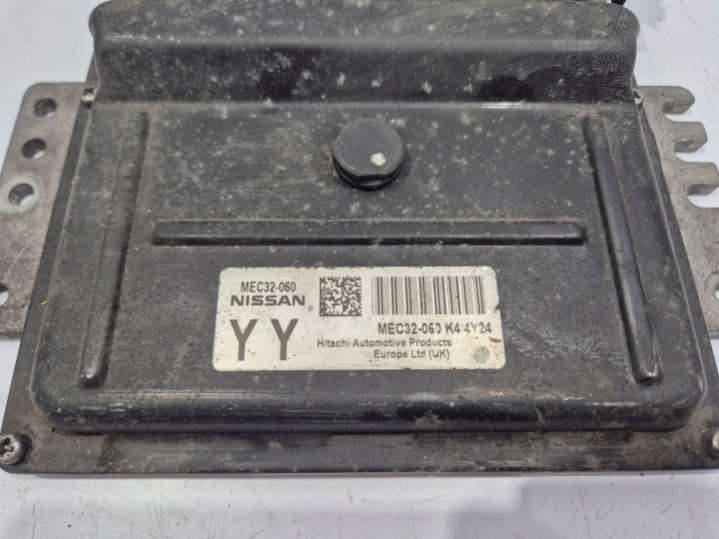 MEC32-060
NISSAN
YY
MEC32-060 K4 4Y24
Hitachi Automotive Products
Europe Ltd (UK)